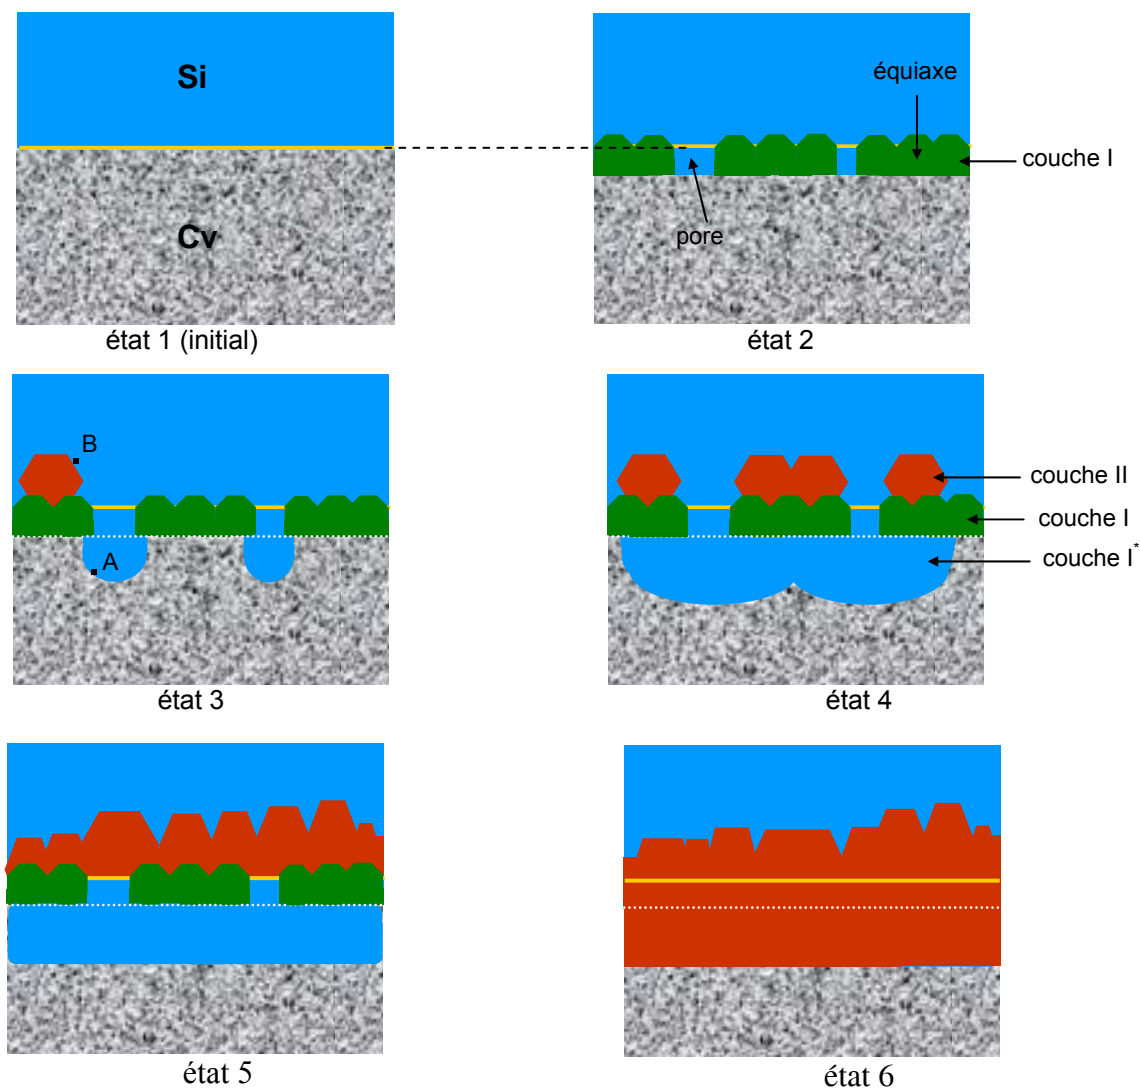 Si
équiaxe
couche I
pore
Cv
état 1 (initial)
état 2
B
A
état 3
couche II
couche I
couche I*
état 4
état 5
état 6